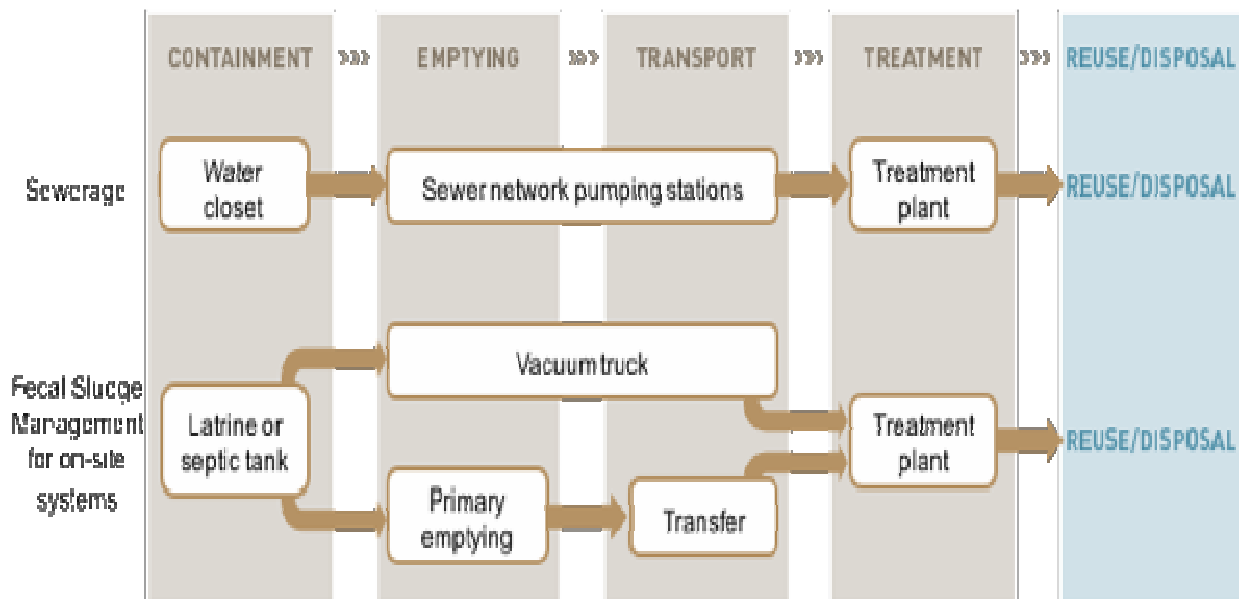 CONTAINMENT »» EMPTYING »» TRANSPORT »» TREATMENT »» REUSE/DISPOSAL
Sewerage
Water
closet
Sewer network pumping stations
Treatment
plant
REUSE/DISPOSAL
Fecal Sludge
Management
for on-site
systems
Latrine or
septic tank
Vacuum truck
Primary
emptying
Transfer
Treatment
plant
REUSE/DISPOSAL